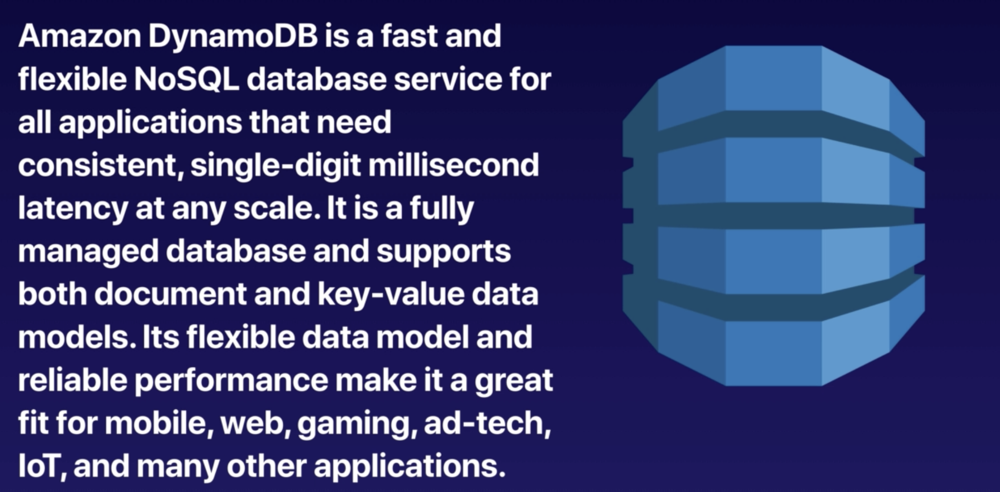 Amazon DynamoDB is a fast and
flexible NoSQL database service for
all applications that need
consistent, single-digit millisecond
latency at any scale. It is a fully
managed database and supports
both document and key-value data
models. Its flexible data model and
reliable performance make it a great
fit for mobile, web, gaming, ad-tech,
IoT, and many other applications.